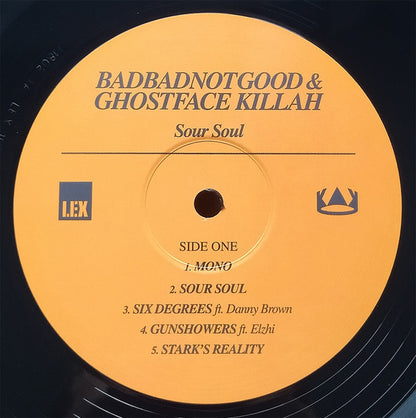 BADBADNOTGOOD &
GHOSTFACE KILLAH
Sour Soul
LEX
SIDE ONE
1. MONO
2. SOUR SOUL
3. SIX DEGREES ft. Danny Brown
4. GUNSHOWERS ft. Elzhi
5. STARK'S REALITY